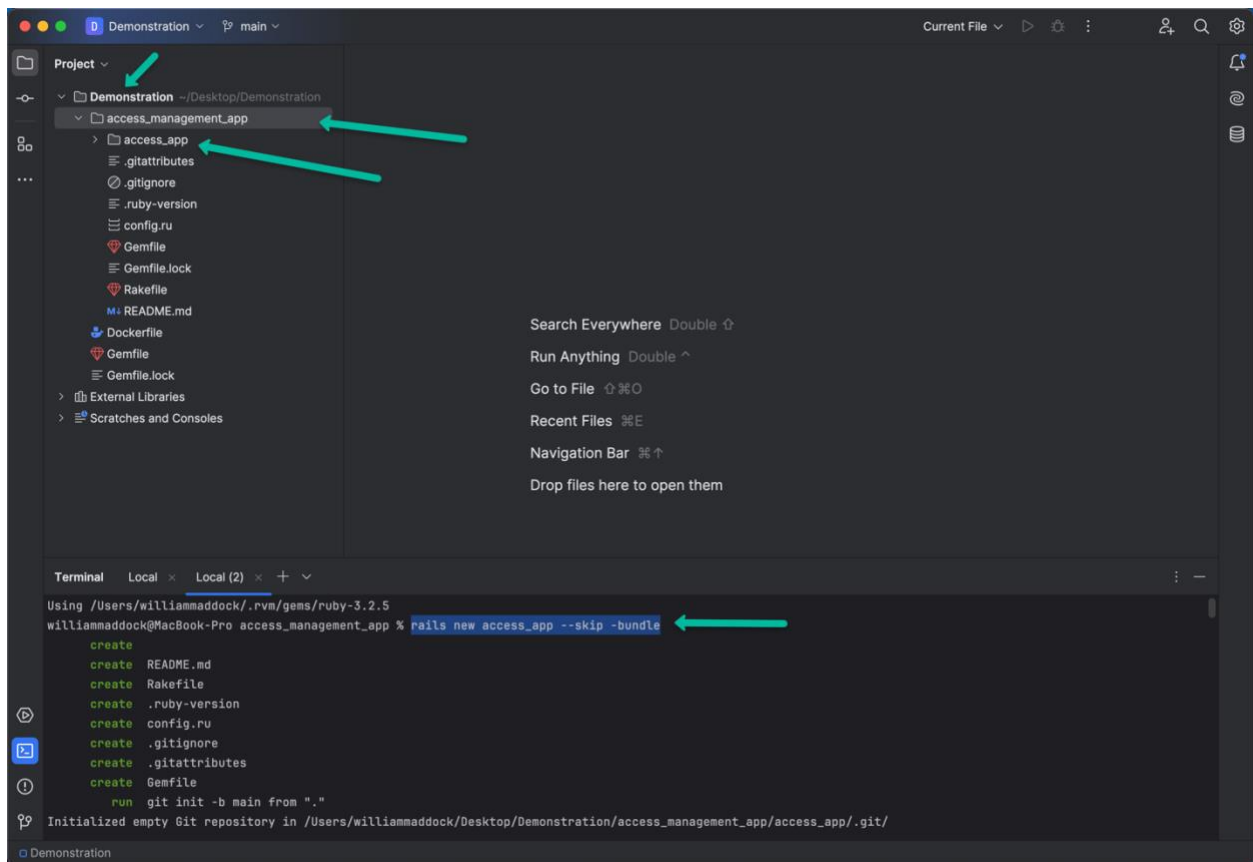 D Demonstration main Current File
Project
Demonstration ~/Desktop/Demonstration
access_management_app
access_app
.gitattributes
.gitignore
.ruby-version
config.ru
Gemfile
Gemfile.lock
Rakefile
M↓ README.md
Dockerfile
Gemfile
Gemfile.lock
External Libraries
Scratches and Consoles
Search Everywhere Double ⇧
Run Anything Double ^
Go to File ⇧⌘O
Recent Files ⌘E
Navigation Bar ⌘↑
Drop files here to open them
Terminal Local × Local (2) × +
Using /Users/williammaddock/.rvm/gems/ruby-3.2.5
williammaddock@MacBook-Pro access_management_app % rails new access_app --skip -bundle
create
create README.md
create Rakefile
create .ruby-version
create config.ru
create .gitignore
create .gitattributes
create Gemfile
run git init -b main from "."
Initialized empty Git repository in /Users/williammaddock/Desktop/Demonstration/access_management_app/access_app/.git/
Demonstration